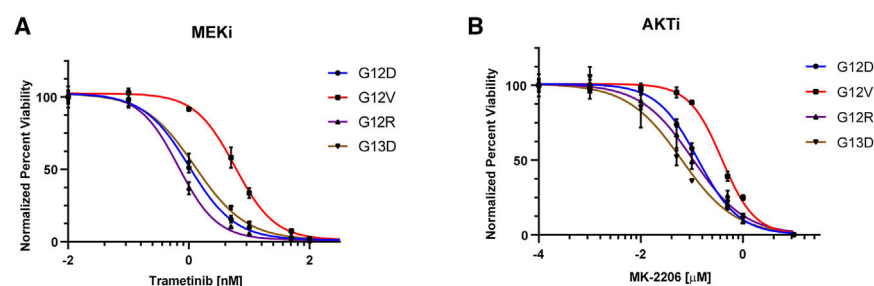 A
MEKi
Normalized Percent Viability
100
50
0
-2
0
2
Trametinib [nM]
G12D
G12V
G12R
G13D
B
AKTi
Normalized Percent Viability
100
50
0
-4
-2
0
MK-2206 [μM]
G12D
G12V
G12R
G13D